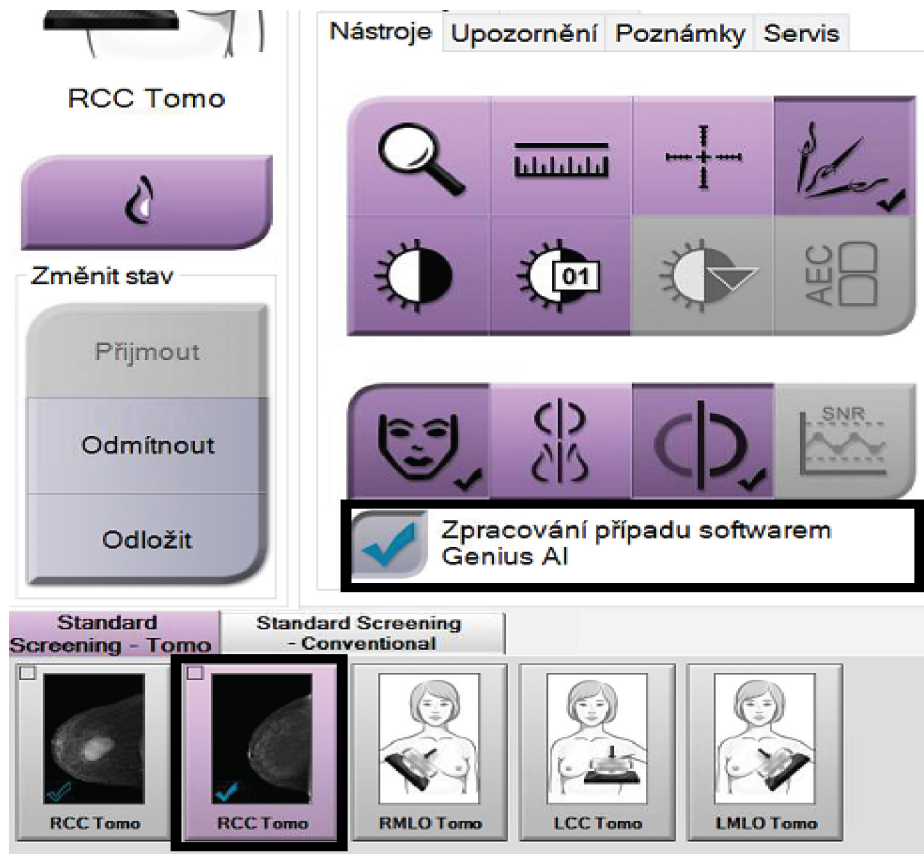 RCC Tomo
Změnit stav
Přijmout
Odmítnout
Odložit
Nástroje Upozornění Poznámky Servis
01
AEC
SNR
Zpracování případu softwarem
Genius AI
Standard
Screening - Tomo
Standard Screening
- Conventional
RCC Tomo
RCC Tomo
RMLO Tomo
LCC Tomo
LMLO Tomo